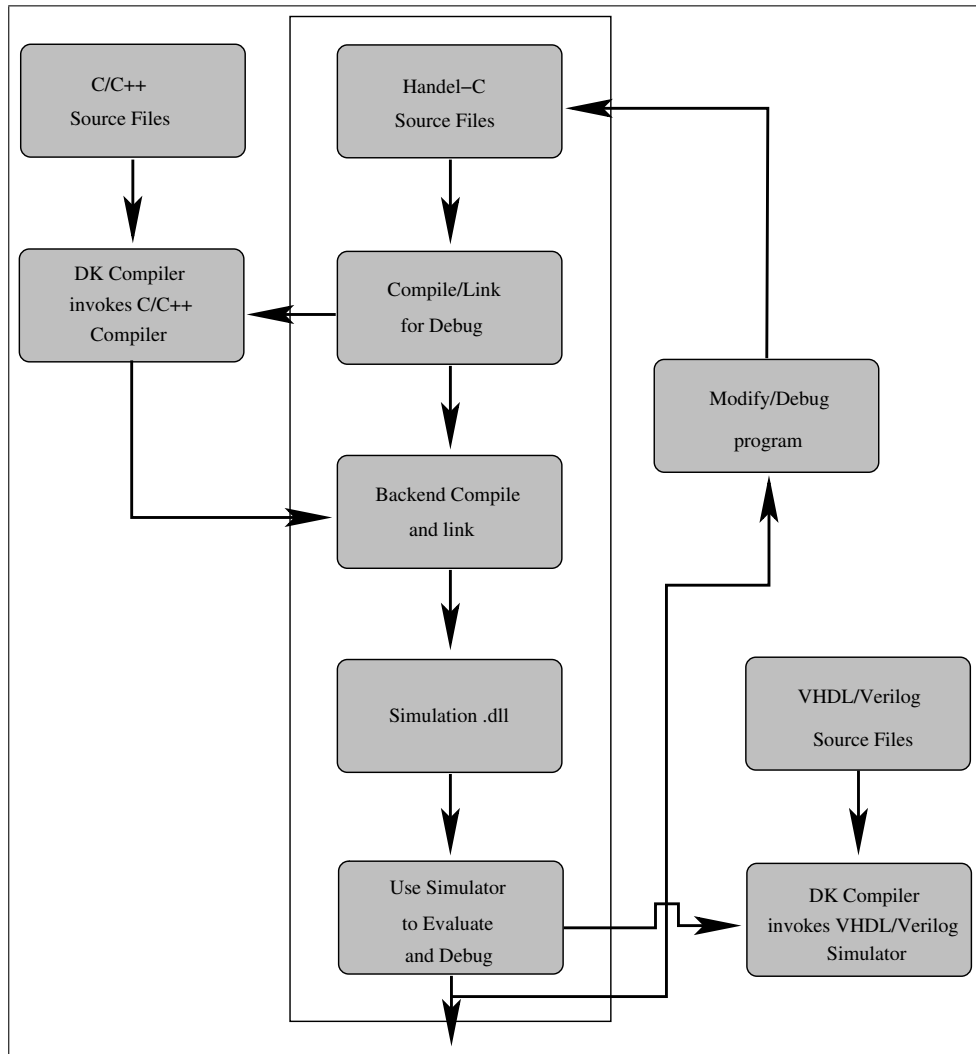 C/C++
Source Files
Handel−C
Source Files
DK Compiler
invokes C/C++
Compiler
Compile/Link
for Debug
Modify/Debug
program
Backend Compile
and link
Simulation .dll
VHDL/Verilog
Source Files
Use Simulator
to Evaluate
and Debug
DK Compiler
invokes VHDL/Verilog
Simulator